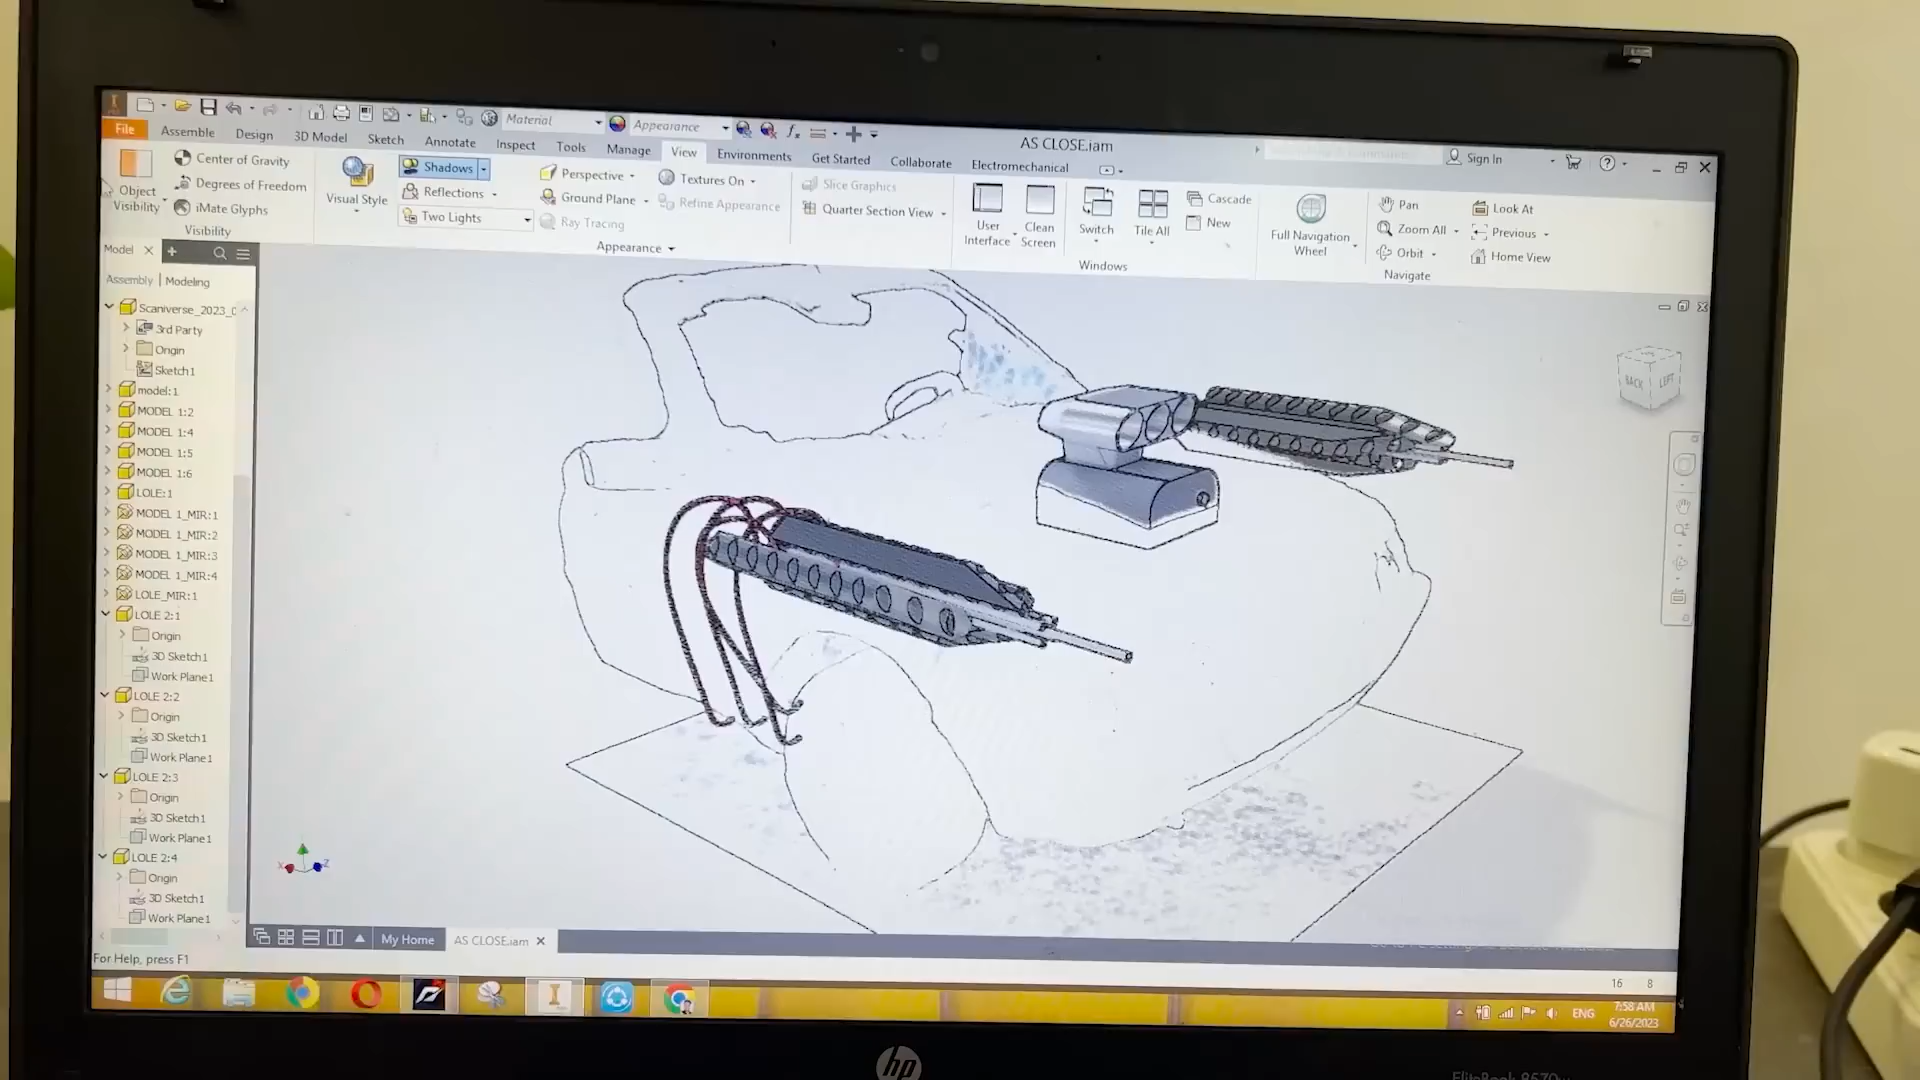 Material
Appearance
AS CLOSE.iam
Sign In
File
Assemble
Design
3D Model
Sketch
Annotate
Inspect
Tools
Manage
View
Environments
Get Started
Collaborate
Electromechanical
Object
Visibility
Center of Gravity
Degrees of Freedom
iMate Glyphs
Visibility
Visual Style
Shadows
Reflections
Two Lights
Perspective
Ground Plane
Ray Tracing
Textures On
Refine Appearance
Appearance
Slice Graphics
Quarter Section View
User
Interface
Clean
Screen
Switch
Tile All
Cascade
New
Windows
Full Navigation
Wheel
Pan
Zoom All
Orbit
Look At
Previous
Home View
Navigate
Model
Assembly
Modeling
Scaniverse_2023_
3rd Party
Origin
Sketch1
model:1
MODEL 1:2
MODEL 1:4
MODEL 1:5
MODEL 1:6
LOLE:1
MODEL 1_MIR:1
MODEL 1_MIR:2
MODEL 1_MIR:3
MODEL 1_MIR:4
LOLE_MIR:1
LOLE 2:1
Origin
3D Sketch1
Work Plane1
LOLE 2:2
Origin
3D Sketch1
Work Plane1
LOLE 2:3
Origin
3D Sketch1
Work Plane1
LOLE 2:4
Origin
3D Sketch1
Work Plane1
BACK
LEFT
X
Z
My Home
AS CLOSE.iam
For Help, press F1
16 8
ENG
7:58 AM
6/26/2023
hp
EliteBook 8570w